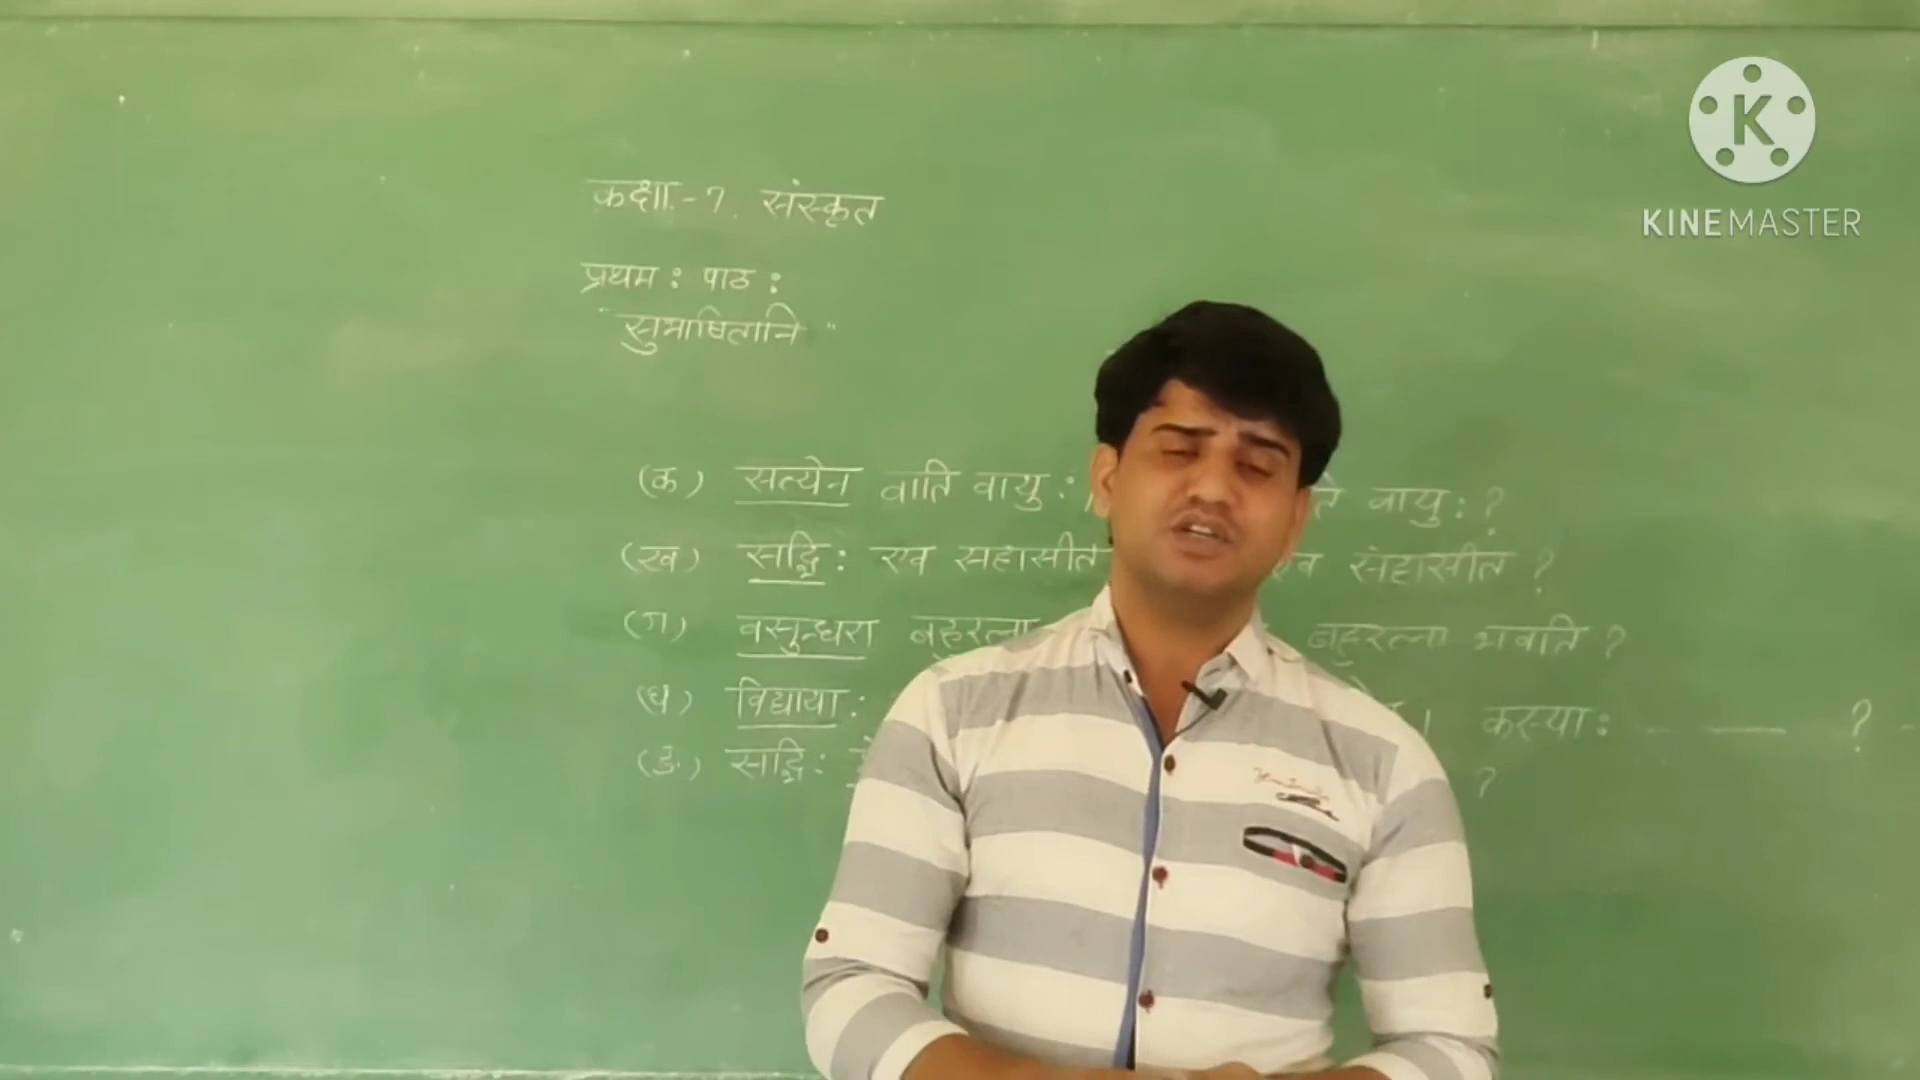 कक्षा-7 संस्कृत
प्रथम: पाठ:
"सुभाषितानि"
(क) सत्येन वाति वायु: ते वायु: ?
(ख) सद्भि: एव सहासीत एव सहासीत ?
(ग) वसुन्धरा बहुरत्ना बहुरत्ना भवति ?
(घ) विद्याया: । कस्या: - — ? -
(ङ) सद्भि: ?
K
KINEMASTER